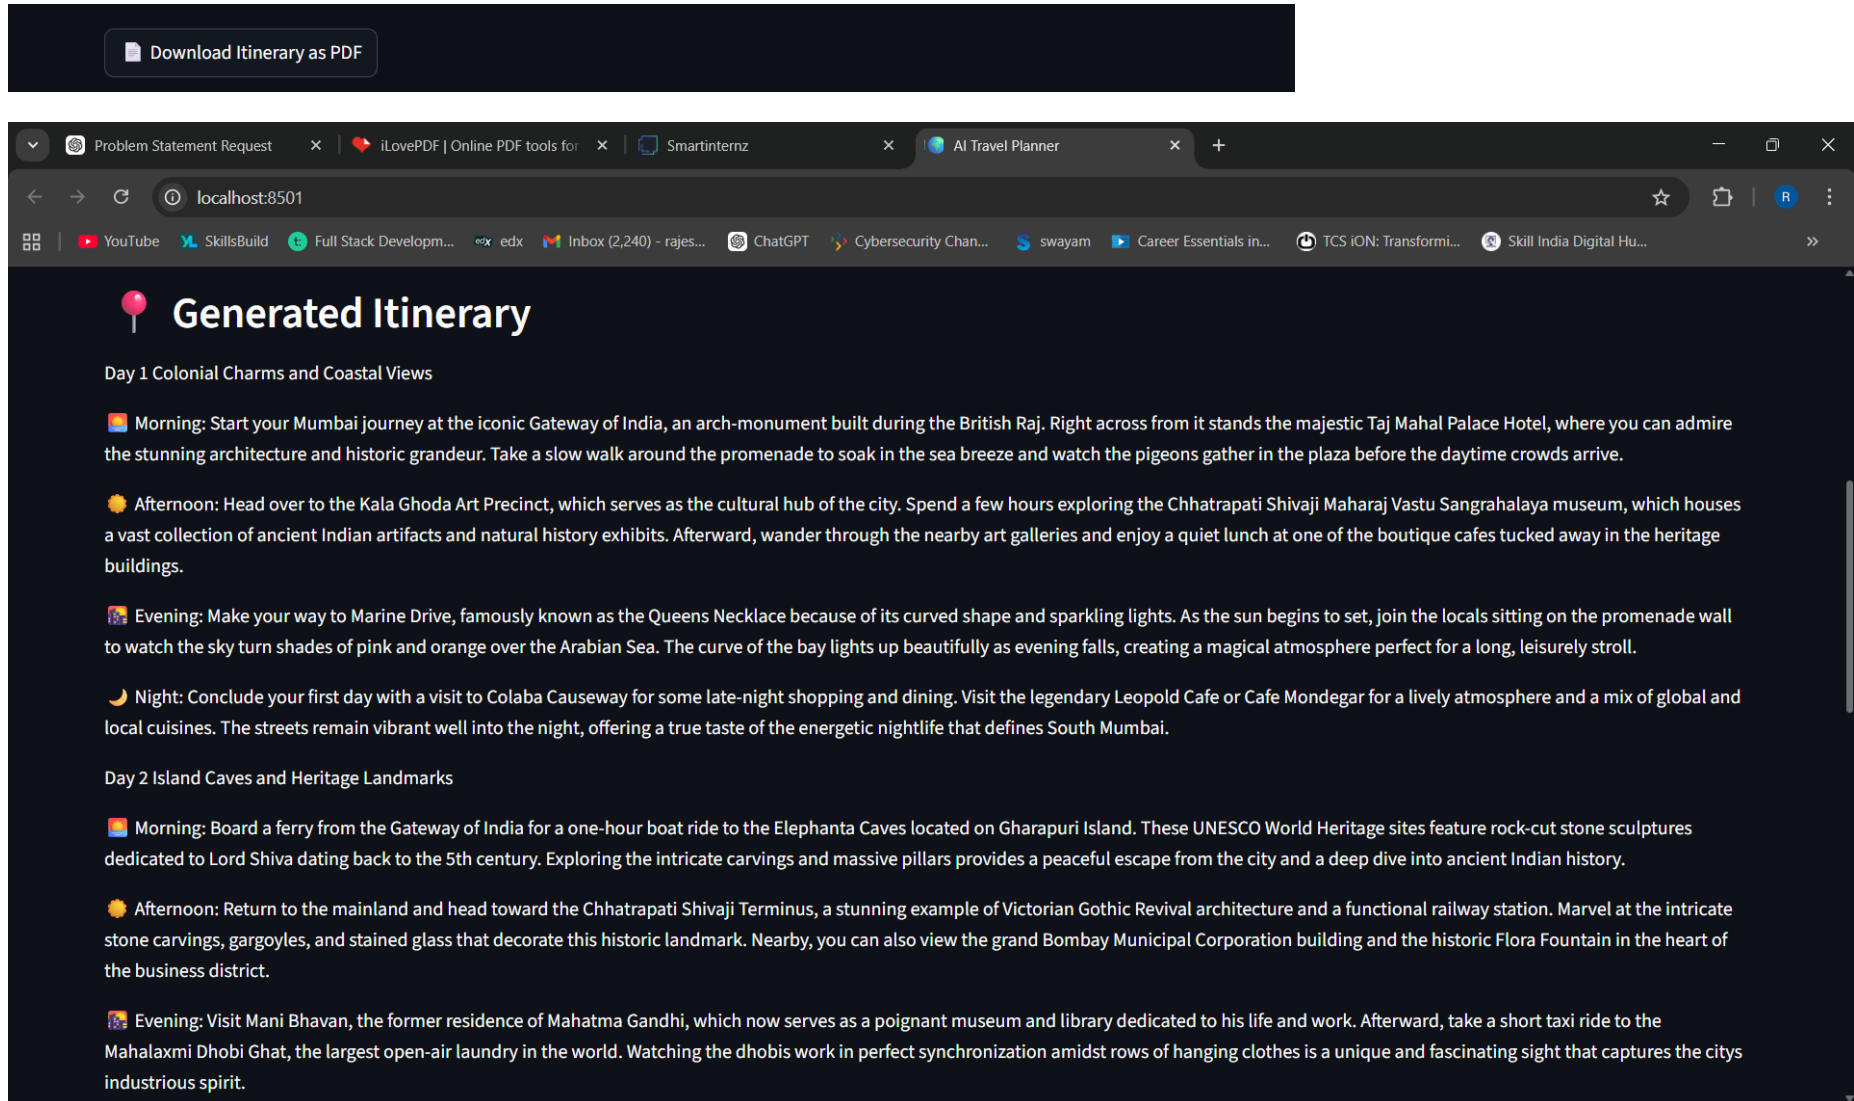 Download Itinerary as PDF
Problem Statement Request
iLovePDF | Online PDF tools for
Smartinternz
AI Travel Planner
localhost:8501
R
YouTube
SkillsBuild
Full Stack Developm...
edx
Inbox (2,240) - rajes...
ChatGPT
Cybersecurity Chan...
swayam
Career Essentials in...
TCS iON: Transformi...
Skill India Digital Hu...
Generated Itinerary
Day 1 Colonial Charms and Coastal Views
Morning: Start your Mumbai journey at the iconic Gateway of India, an arch-monument built during the British Raj. Right across from it stands the majestic Taj Mahal Palace Hotel, where you can admire
the stunning architecture and historic grandeur. Take a slow walk around the promenade to soak in the sea breeze and watch the pigeons gather in the plaza before the daytime crowds arrive.
Afternoon: Head over to the Kala Ghoda Art Precinct, which serves as the cultural hub of the city. Spend a few hours exploring the Chhatrapati Shivaji Maharaj Vastu Sangrahalaya museum, which houses
a vast collection of ancient Indian artifacts and natural history exhibits. Afterward, wander through the nearby art galleries and enjoy a quiet lunch at one of the boutique cafes tucked away in the heritage
buildings.
Evening: Make your way to Marine Drive, famously known as the Queens Necklace because of its curved shape and sparkling lights. As the sun begins to set, join the locals sitting on the promenade wall
to watch the sky turn shades of pink and orange over the Arabian Sea. The curve of the bay lights up beautifully as evening falls, creating a magical atmosphere perfect for a long, leisurely stroll.
Night: Conclude your first day with a visit to Colaba Causeway for some late-night shopping and dining. Visit the legendary Leopold Cafe or Cafe Mondegar for a lively atmosphere and a mix of global and
local cuisines. The streets remain vibrant well into the night, offering a true taste of the energetic nightlife that defines South Mumbai.
Day 2 Island Caves and Heritage Landmarks
Morning: Board a ferry from the Gateway of India for a one-hour boat ride to the Elephanta Caves located on Gharapuri Island. These UNESCO World Heritage sites feature rock-cut stone sculptures
dedicated to Lord Shiva dating back to the 5th century. Exploring the intricate carvings and massive pillars provides a peaceful escape from the city and a deep dive into ancient Indian history.
Afternoon: Return to the mainland and head toward the Chhatrapati Shivaji Terminus, a stunning example of Victorian Gothic Revival architecture and a functional railway station. Marvel at the intricate
stone carvings, gargoyles, and stained glass that decorate this historic landmark. Nearby, you can also view the grand Bombay Municipal Corporation building and the historic Flora Fountain in the heart of
the business district.
Evening: Visit Mani Bhavan, the former residence of Mahatma Gandhi, which now serves as a poignant museum and library dedicated to his life and work. Afterward, take a short taxi ride to the
Mahalaxmi Dhobi Ghat, the largest open-air laundry in the world. Watching the dhobis work in perfect synchronization amidst rows of hanging clothes is a unique and fascinating sight that captures the citys
industrious spirit.